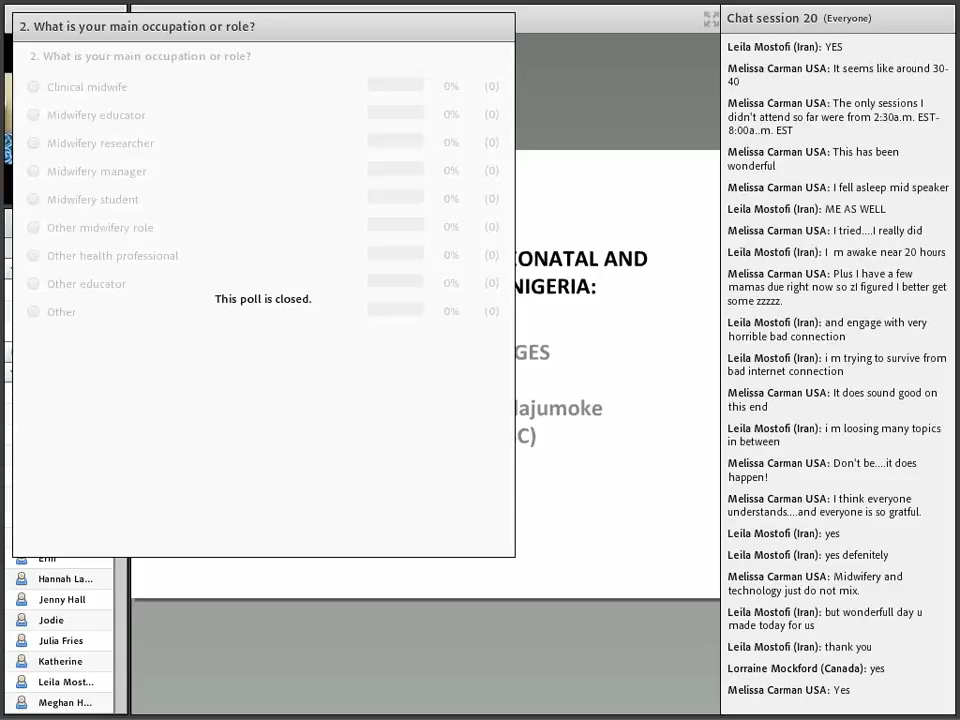 2. What is your main occupation or role?
2. What is your main occupation or role?
Clinical midwife 0% (0)
Midwifery educator 0% (0)
Midwifery researcher 0% (0)
Midwifery manager 0% (0)
Midwifery student 0% (0)
Other midwifery role 0% (0)
Other health professional 0% (0)
Other educator 0% (0)
This poll is closed.
Other 0% (0)
ONATAL AND
NIGERIA:
GES
lajumoke
C)
Erin
Hannah La...
Jenny Hall
Jodie
Julia Fries
Katherine
Leila Most...
Meghan H...
Chat session 20 (Everyone)
Leila Mostofi (Iran): YES
Melissa Carman USA: It seems like around 30-
40
Melissa Carman USA: The only sessions I
didn't attend so far were from 2:30a.m. EST-
8:00a..m. EST
Melissa Carman USA: This has been
wonderful
Melissa Carman USA: I fell asleep mid speaker
Leila Mostofi (Iran): ME AS WELL
Melissa Carman USA: I tried....I really did
Leila Mostofi (Iran): I m awake near 20 hours
Melissa Carman USA: Plus I have a few
mamas due right now so zI figured I better get
some zzzzz.
Leila Mostofi (Iran): and engage with very
horrible bad connection
Leila Mostofi (Iran): i m trying to survive from
bad internet connection
Melissa Carman USA: It does sound good on
this end
Leila Mostofi (Iran): i m loosing many topics
in between
Melissa Carman USA: Don't be....it does
happen!
Melissa Carman USA: I think everyone
understands....and everyone is so gratful.
Leila Mostofi (Iran): yes
Leila Mostofi (Iran): yes defenitely
Melissa Carman USA: Midwifery and
technology just do not mix.
Leila Mostofi (Iran): but wonderfull day u
made today for us
Leila Mostofi (Iran): thank you
Lorraine Mockford (Canada): yes
Melissa Carman USA: Yes